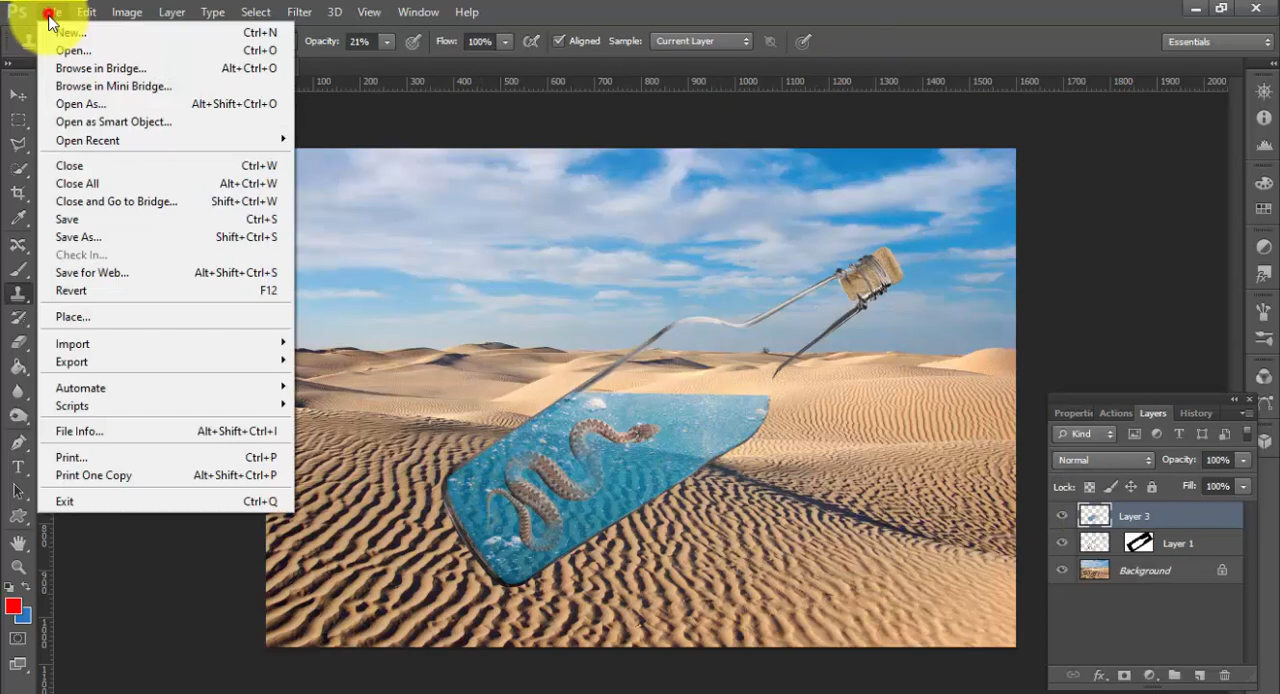 Ps Edit Image Layer Type Select Filter 3D View Window Help
Opacity: 21% Flow: 100% Aligned Sample: Current Layer Essentials
New... Ctrl+N
Open... Ctrl+O
Browse in Bridge... Alt+Ctrl+O
Browse in Mini Bridge...
Open As... Alt+Shift+Ctrl+O
Open as Smart Object...
Open Recent
Close Ctrl+W
Close All Alt+Ctrl+W
Close and Go to Bridge... Shift+Ctrl+W
Save Ctrl+S
Save As... Shift+Ctrl+S
Check In...
Save for Web... Alt+Shift+Ctrl+S
Revert F12
Place...
Import
Export
Automate
Scripts
File Info... Alt+Shift+Ctrl+I
Print... Ctrl+P
Print One Copy Alt+Shift+Ctrl+P
Exit Ctrl+Q
100 200 300 400 500 600 700 800 900 1000 1100 1200 1300 1400 1500 1600 1700 1800 1900 2000
800
900
1000
1100
Properti Actions Layers History
Kind
Normal Opacity: 100%
Lock: Fill: 100%
Layer 3
Layer 1
Background
fx